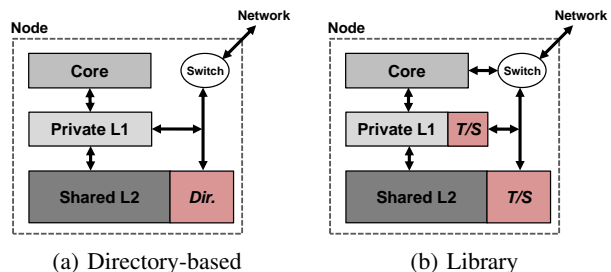 Network
Node
Core
Switch
Private L1
Shared L2
Dir.
(a) Directory-based
Network
Node
Core
Switch
Private L1
T/S
Shared L2
T/S
(b) Library